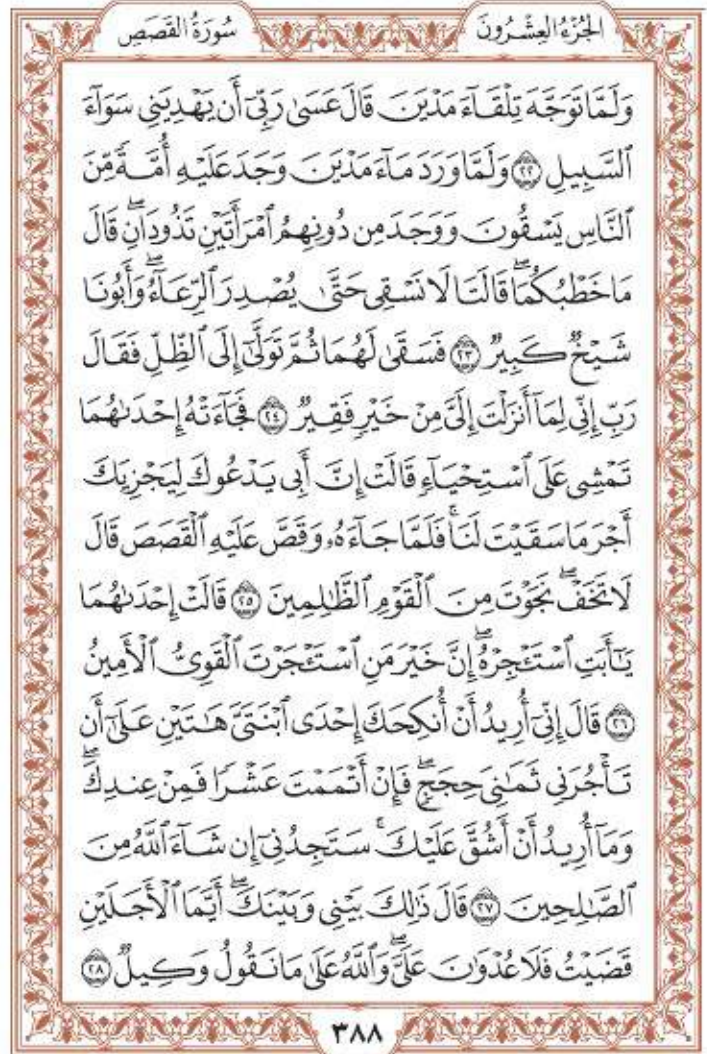 الجُزْءُ العِشْرُونَ
سُورَةُ القَصَصِ
وَلَمَّا تَوَجَّهَ تِلْقَآءَ مَدْيَنَ قَالَ عَسَىٰ رَبِّىٓ أَن يَهْدِيَنِى سَوَآءَ
ٱلسَّبِيلِ ٢٢ وَلَمَّا وَرَدَ مَآءَ مَدْيَنَ وَجَدَ عَلَيْهِ أُمَّةً مِّنَ
ٱلنَّاسِ يَسْقُونَ وَوَجَدَ مِن دُونِهِمُ ٱمْرَأَتَيْنِ تَذُودَانِۖ قَالَ
مَا خَطْبُكُمَاۖ قَالَتَا لَا نَسْقِى حَتَّىٰ يُصْدِرَ ٱلرِّعَآءُۖ وَأَبُونَا
شَيْخٌ كَبِيرٌ ٢٣ فَسَقَىٰ لَهُمَا ثُمَّ تَوَلَّىٰٓ إِلَى ٱلظِّلِّ فَقَالَ
رَبِّ إِنِّى لِمَآ أَنزَلْتَ إِلَىَّ مِنْ خَيْرٍ فَقِيرٌ ٢٤ فَجَآءَتْهُ إِحْدَىٰهُمَا
تَمْشِى عَلَى ٱسْتِحْيَآءٍ قَالَتْ إِنَّ أَبِى يَدْعُوكَ لِيَجْزِيَكَ
أَجْرَ مَا سَقَيْتَ لَنَاۚ فَلَمَّا جَآءَهُۥ وَقَصَّ عَلَيْهِ ٱلْقَصَصَ قَالَ
لَا تَخَفْۖ نَجَوْتَ مِنَ ٱلْقَوْمِ ٱلظَّٰلِمِينَ ٢٥ قَالَتْ إِحْدَىٰهُمَا
يَٰٓأَبَتِ ٱسْتَـْٔجِرْهُۖ إِنَّ خَيْرَ مَنِ ٱسْتَـْٔجَرْتَ ٱلْقَوِىُّ ٱلْأَمِينُ
٢٦ قَالَ إِنِّىٓ أُرِيدُ أَنْ أُنكِحَكَ إِحْدَى ٱبْنَتَىَّ هَٰتَيْنِ عَلَىٰٓ أَن
تَأْجُرَنِى ثَمَٰنِىَ حِجَجٍۖ فَإِنْ أَتْمَمْتَ عَشْرًا فَمِنْ عِندِكَۖ
وَمَآ أُرِيدُ أَنْ أَشُقَّ عَلَيْكَۚ سَتَجِدُنِىٓ إِن شَآءَ ٱللَّهُ مِنَ
ٱلصَّٰلِحِينَ ٢٧ قَالَ ذَٰلِكَ بَيْنِى وَبَيْنَكَۖ أَيَّمَا ٱلْأَجَلَيْنِ
قَضَيْتُ فَلَا عُدْوَٰنَ عَلَىَّۖ وَٱللَّهُ عَلَىٰ مَا نَقُولُ وَكِيلٌ ٢٨
٣٨٨